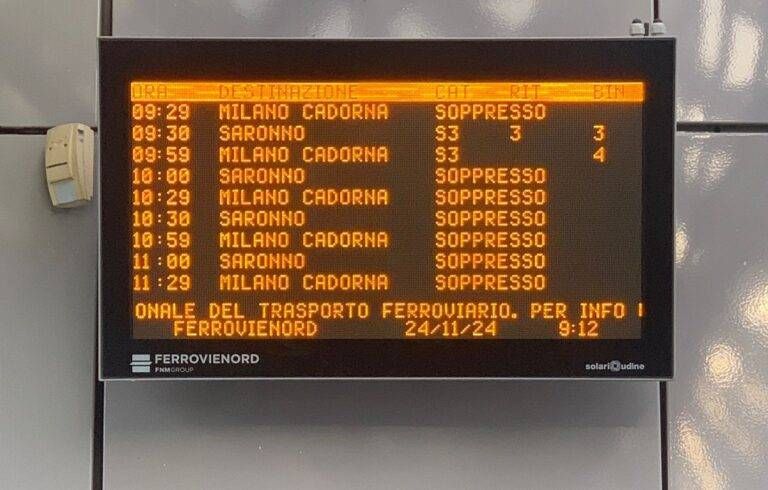 ORA DESTINAZIONE CAT RIT BIN
09:29 MILANO CADORNA SOPPRESSO
09:30 SARONNO S3 3 3
09:59 MILANO CADORNA S3 4
10:00 SARONNO SOPPRESSO
10:29 MILANO CADORNA SOPPRESSO
10:30 SARONNO SOPPRESSO
10:59 MILANO CADORNA SOPPRESSO
11:00 SARONNO SOPPRESSO
11:29 MILANO CADORNA SOPPRESSO
ONALE DEL TRASPORTO FERROVIARIO. PER INFO
FERROVIENORD 24/11/24 9:12
FERROVIENORD
FNMGROUP
solari udine